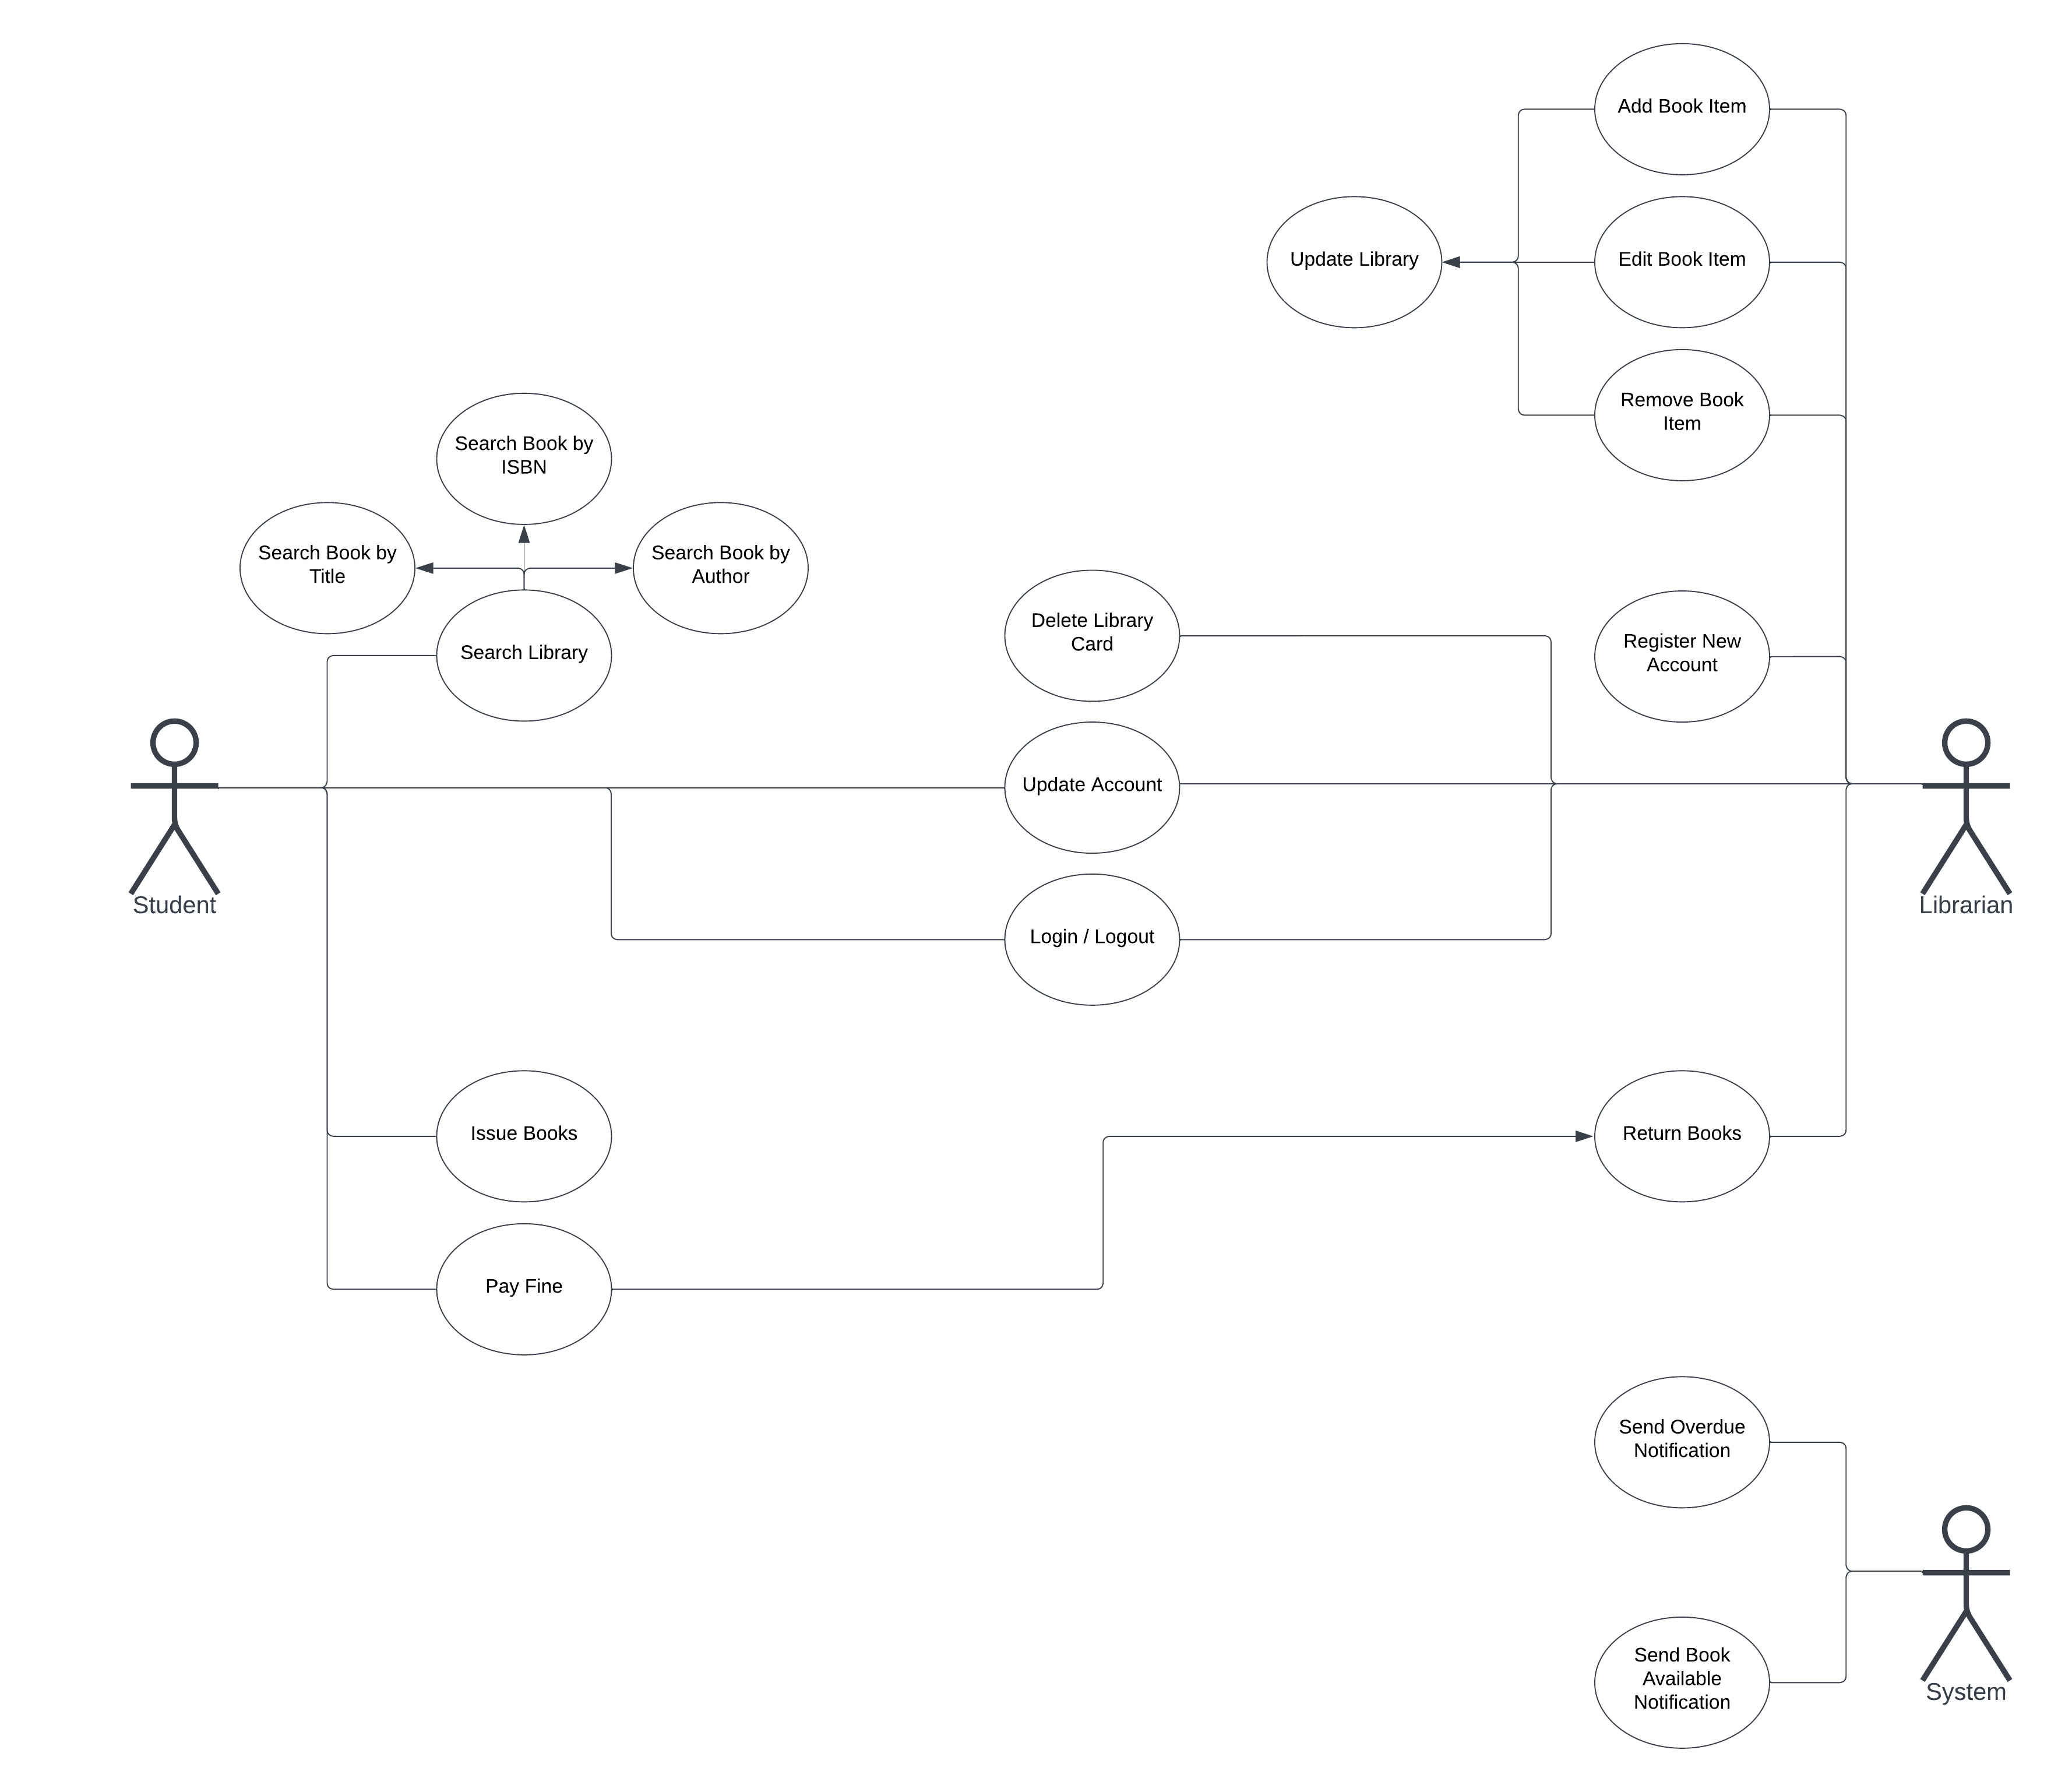 Add Book Item
Update Library
Edit Book Item
Remove Book
Item
Search Book by
ISBN
Search Book by
Title
Search Book by
Author
Search Library
Delete Library
Card
Register New
Account
Update Account
Student
Librarian
Login / Logout
Issue Books
Return Books
Pay Fine
Send Overdue
Notification
Send Book
Available
Notification
System